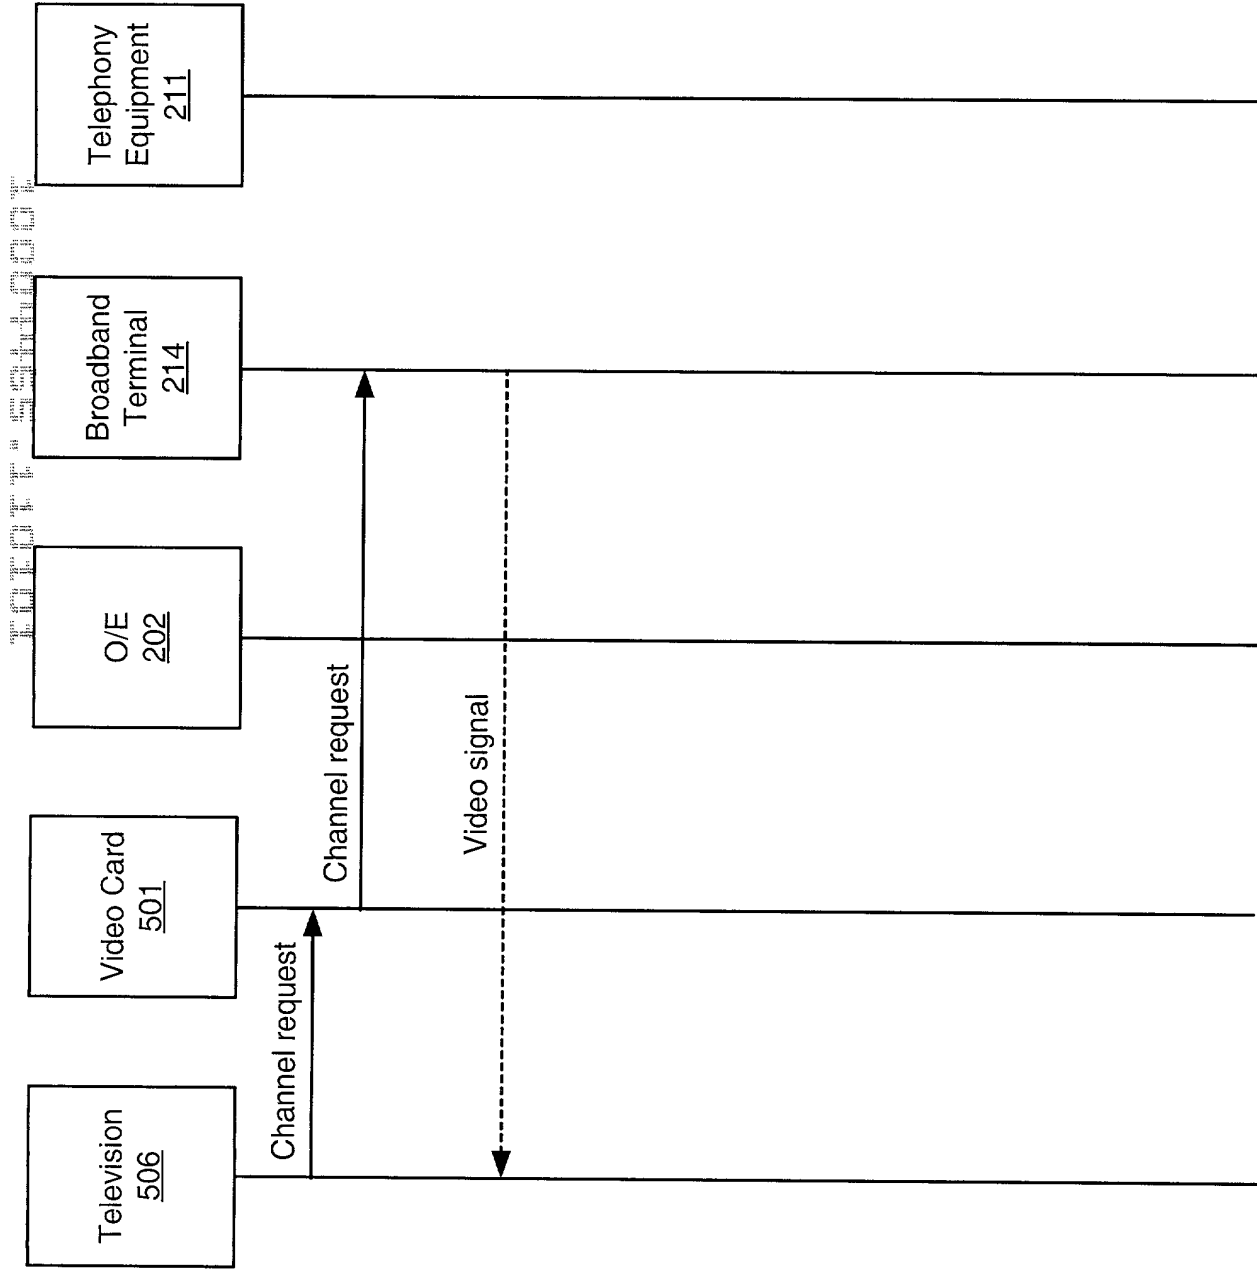 Television
506
Video Card
501
O/E
202
Broadband
Terminal
214
Telephony
Equipment
211
Channel request
Channel request
Video signal